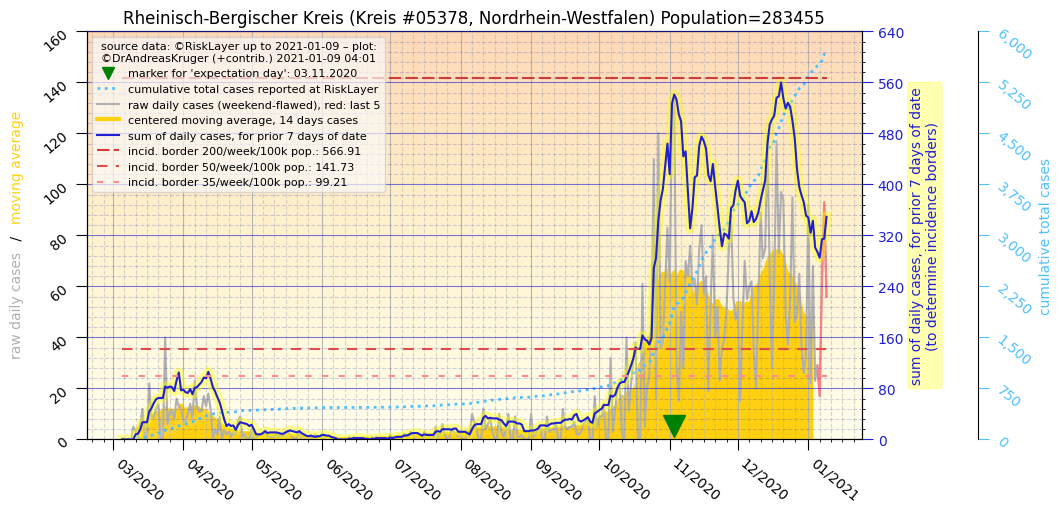 Rheinisch-Bergischer Kreis (Kreis #05378, Nordrhein-Westfalen) Population=283455
source data: ©RiskLayer up to 2021-01-09 – plot:
©DrAndreasKruger (+contrib.) 2021-01-09 04:01
marker for 'expectation day': 03.11.2020
cumulative total cases reported at RiskLayer
raw daily cases (weekend-flawed), red: last 5
centered moving average, 14 days cases
sum of daily cases, for prior 7 days of date
incid. border 200/week/100k pop.: 566.91
incid. border 50/week/100k pop.: 141.73
incid. border 35/week/100k pop.: 99.21
raw daily cases / moving average
160
140
120
100
80
60
40
20
0
640
560
480
400
320
240
160
80
0
sum of daily cases, for prior 7 days of date
(to determine incidence borders)
6,000
5,250
4,500
3,750
3,000
2,250
1,500
750
0
cumulative total cases
03/2020
04/2020
05/2020
06/2020
07/2020
08/2020
09/2020
10/2020
11/2020
12/2020
01/2021